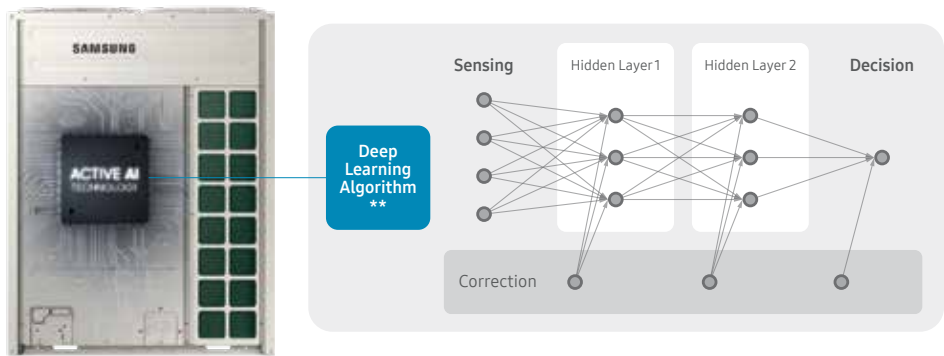 SAMSUNG
ACTIVE AI
TECHNOLOGY
Deep
Learning
Algorithm
**
Sensing
Hidden Layer 1
Hidden Layer 2
Decision
Correction